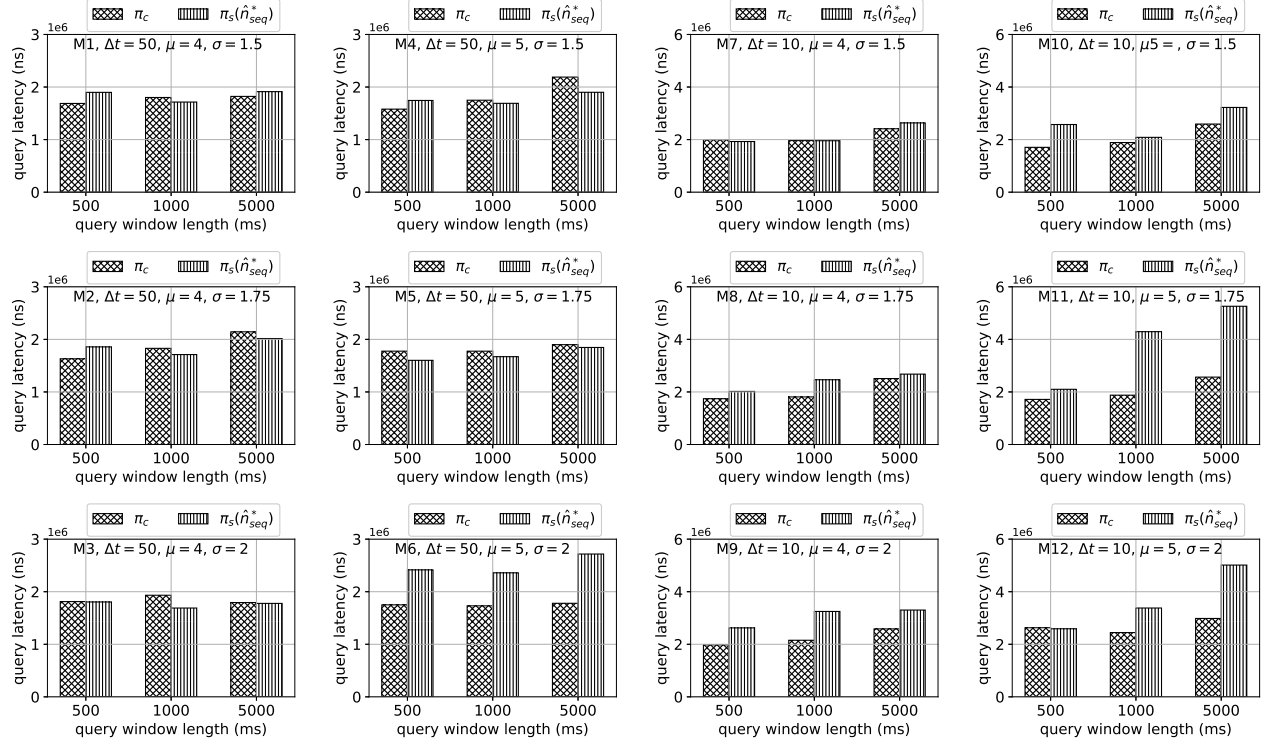 π_c π_s(n̂*_seq)
1e6
M1, Δt = 50, μ = 4, σ = 1.5
query latency (ns)
3
2
1
0
500 1000 5000
query window length (ms)
π_c π_s(n̂*_seq)
1e6
M4, Δt = 50, μ = 5, σ = 1.5
query latency (ns)
3
2
1
0
500 1000 5000
query window length (ms)
π_c π_s(n̂*_seq)
1e6
M7, Δt = 10, μ = 4, σ = 1.5
query latency (ns)
6
4
2
0
500 1000 5000
query window length (ms)
π_c π_s(n̂*_seq)
1e6
M10, Δt = 10, μ5 = , σ = 1.5
query latency (ns)
6
4
2
0
500 1000 5000
query window length (ms)
π_c π_s(n̂*_seq)
1e6
M2, Δt = 50, μ = 4, σ = 1.75
query latency (ns)
3
2
1
0
500 1000 5000
query window length (ms)
π_c π_s(n̂*_seq)
1e6
M5, Δt = 50, μ = 5, σ = 1.75
query latency (ns)
3
2
1
0
500 1000 5000
query window length (ms)
π_c π_s(n̂*_seq)
1e6
M8, Δt = 10, μ = 4, σ = 1.75
query latency (ns)
6
4
2
0
500 1000 5000
query window length (ms)
π_c π_s(n̂*_seq)
1e6
M11, Δt = 10, μ = 5, σ = 1.75
query latency (ns)
6
4
2
0
500 1000 5000
query window length (ms)
π_c π_s(n̂*_seq)
1e6
M3, Δt = 50, μ = 4, σ = 2
query latency (ns)
3
2
1
0
500 1000 5000
query window length (ms)
π_c π_s(n̂*_seq)
1e6
M6, Δt = 50, μ = 5, σ = 2
query latency (ns)
3
2
1
0
500 1000 5000
query window length (ms)
π_c π_s(n̂*_seq)
1e6
M9, Δt = 10, μ = 4, σ = 2
query latency (ns)
6
4
2
0
500 1000 5000
query window length (ms)
π_c π_s(n̂*_seq)
1e6
M12, Δt = 10, μ = 5, σ = 2
query latency (ns)
6
4
2
0
500 1000 5000
query window length (ms)